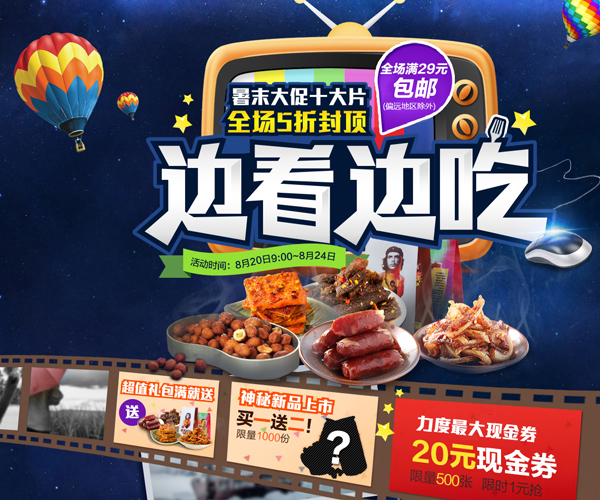 全场满29元
包邮
(偏远地区除外)
暑末大促十大片
全场5折封顶
边看边吃
活动时间：8月20日9:00~8月24日
超值礼包满就送
送
神秘新品上市
买一送二!
限量1000份
?
力度最大现金券
20元现金券
限量500张 限时1元抢